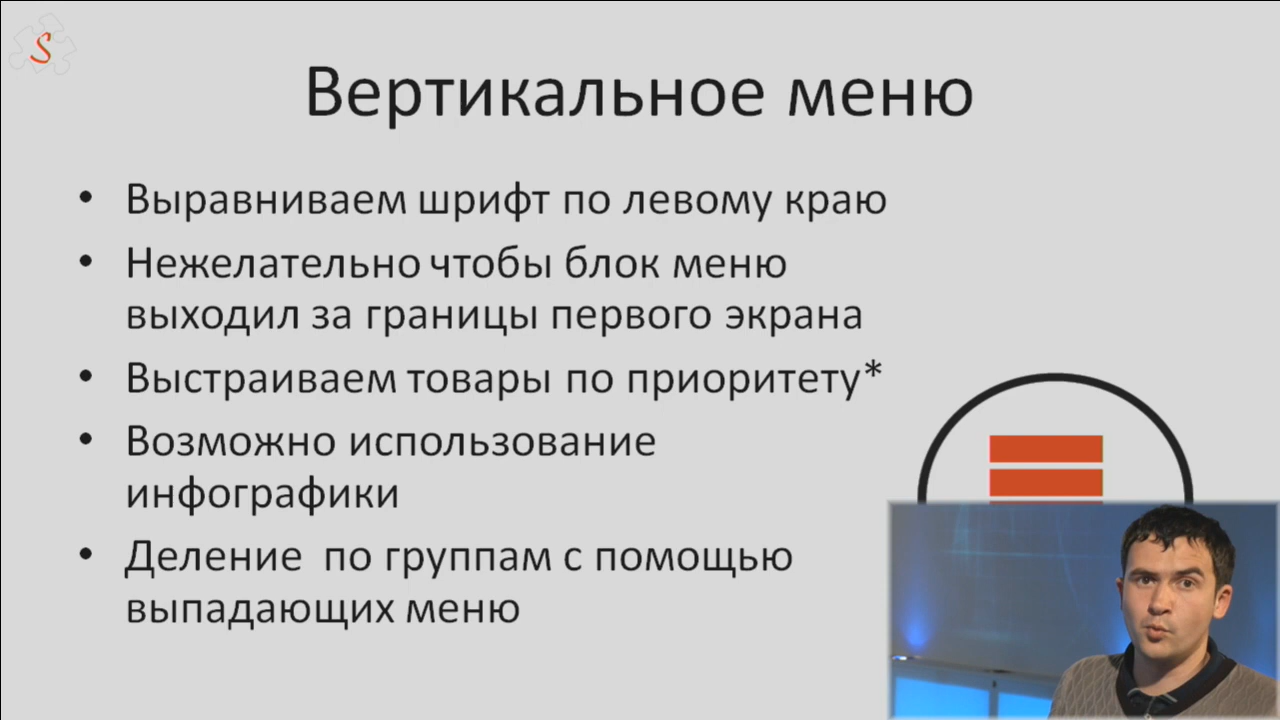 S
Вертикальное меню
• Выравниваем шрифт по левому краю
• Нежелательно чтобы блок меню
выходил за границы первого экрана
• Выстраиваем товары по приоритету*
• Возможно использование
инфографики
• Деление по группам с помощью
выпадающих меню